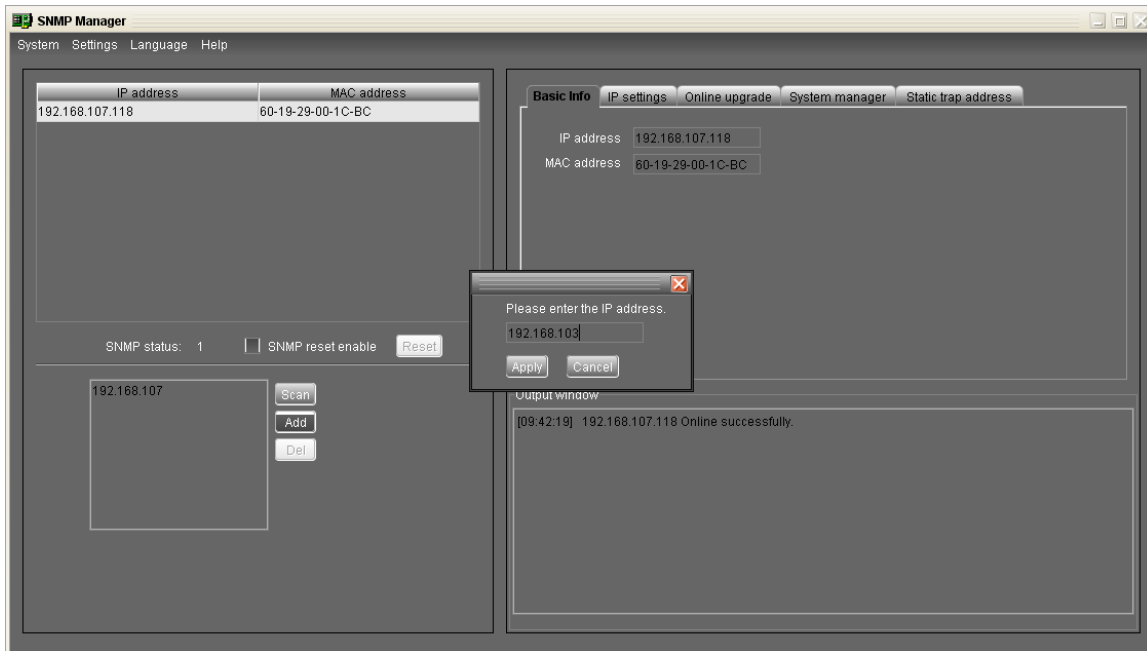 SNMP Manager
System Settings Language Help
IP address MAC address
192.168.107.118 60-19-29-00-1C-BC
SNMP status: 1 SNMP reset enable Reset
192.168.107
Scan
Add
Del
Basic Info IP settings Online upgrade System manager Static trap address
IP address 192.168.107.118
MAC address 60-19-29-00-1C-BC
Please enter the IP address.
192.168.103
Apply Cancel
Output window
[09:42:19] 192.168.107.118 Online successfully.